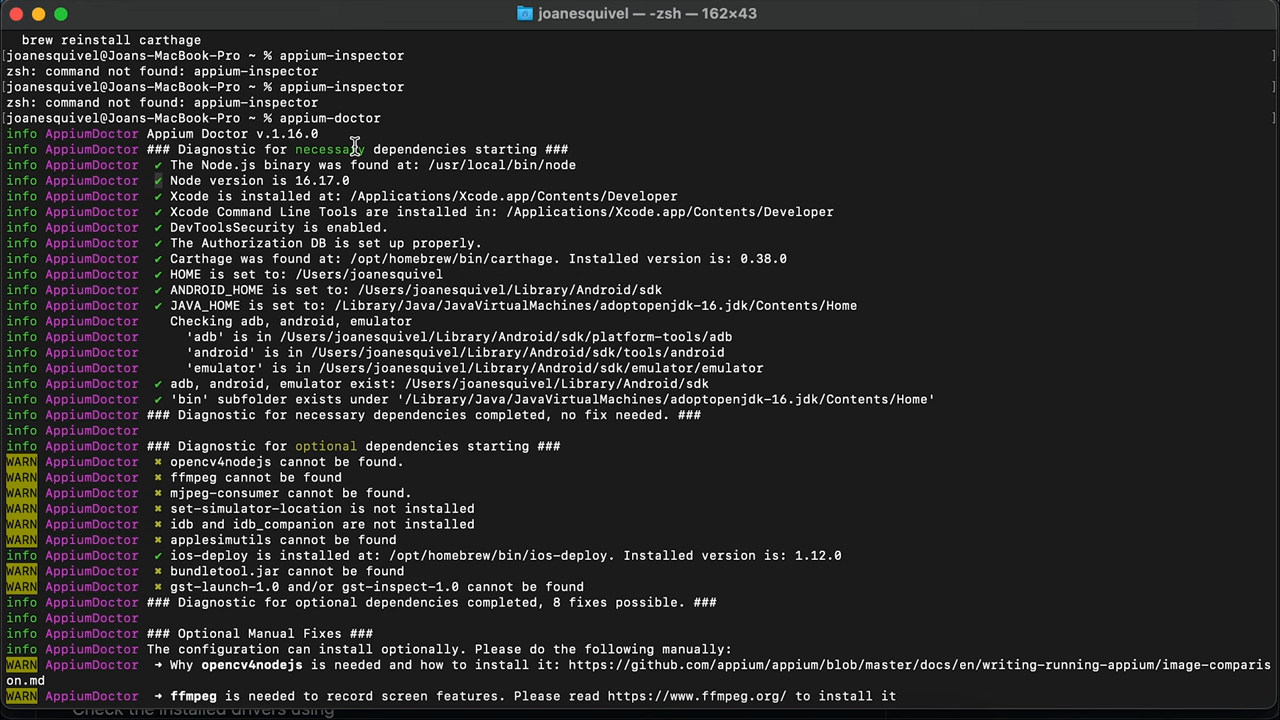 joanesquivel — -zsh — 162×43
brew reinstall carthage
[joanesquivel@Joans-MacBook-Pro ~ % appium-inspector ]
zsh: command not found: appium-inspector
[joanesquivel@Joans-MacBook-Pro ~ % appium-inspector ]
zsh: command not found: appium-inspector
[joanesquivel@Joans-MacBook-Pro ~ % appium-doctor ]
info AppiumDoctor Appium Doctor v.1.16.0
info AppiumDoctor ### Diagnostic for necessary dependencies starting ###
info AppiumDoctor ✔ The Node.js binary was found at: /usr/local/bin/node
info AppiumDoctor ✔ Node version is 16.17.0
info AppiumDoctor ✔ Xcode is installed at: /Applications/Xcode.app/Contents/Developer
info AppiumDoctor ✔ Xcode Command Line Tools are installed in: /Applications/Xcode.app/Contents/Developer
info AppiumDoctor ✔ DevToolsSecurity is enabled.
info AppiumDoctor ✔ The Authorization DB is set up properly.
info AppiumDoctor ✔ Carthage was found at: /opt/homebrew/bin/carthage. Installed version is: 0.38.0
info AppiumDoctor ✔ HOME is set to: /Users/joanesquivel
info AppiumDoctor ✔ ANDROID_HOME is set to: /Users/joanesquivel/Library/Android/sdk
info AppiumDoctor ✔ JAVA_HOME is set to: /Library/Java/JavaVirtualMachines/adoptopenjdk-16.jdk/Contents/Home
info AppiumDoctor Checking adb, android, emulator
info AppiumDoctor 'adb' is in /Users/joanesquivel/Library/Android/sdk/platform-tools/adb
info AppiumDoctor 'android' is in /Users/joanesquivel/Library/Android/sdk/tools/android
info AppiumDoctor 'emulator' is in /Users/joanesquivel/Library/Android/sdk/emulator/emulator
info AppiumDoctor ✔ adb, android, emulator exist: /Users/joanesquivel/Library/Android/sdk
info AppiumDoctor ✔ 'bin' subfolder exists under '/Library/Java/JavaVirtualMachines/adoptopenjdk-16.jdk/Contents/Home'
info AppiumDoctor ### Diagnostic for necessary dependencies completed, no fix needed. ###
info AppiumDoctor
info AppiumDoctor ### Diagnostic for optional dependencies starting ###
WARN AppiumDoctor ✖ opencv4nodejs cannot be found.
WARN AppiumDoctor ✖ ffmpeg cannot be found
WARN AppiumDoctor ✖ mjpeg-consumer cannot be found.
WARN AppiumDoctor ✖ set-simulator-location is not installed
WARN AppiumDoctor ✖ idb and idb_companion are not installed
WARN AppiumDoctor ✖ applesimutils cannot be found
info AppiumDoctor ✔ ios-deploy is installed at: /opt/homebrew/bin/ios-deploy. Installed version is: 1.12.0
WARN AppiumDoctor ✖ bundletool.jar cannot be found
WARN AppiumDoctor ✖ gst-launch-1.0 and/or gst-inspect-1.0 cannot be found
info AppiumDoctor ### Diagnostic for optional dependencies completed, 8 fixes possible. ###
info AppiumDoctor
info AppiumDoctor ### Optional Manual Fixes ###
info AppiumDoctor The configuration can install optionally. Please do the following manually:
WARN AppiumDoctor ➜ Why opencv4nodejs is needed and how to install it: https://github.com/appium/appium/blob/master/docs/en/writing-running-appium/image-comparis
on.md
WARN AppiumDoctor ➜ ffmpeg is needed to record screen features. Please read https://www.ffmpeg.org/ to install it
Check the installed drivers using